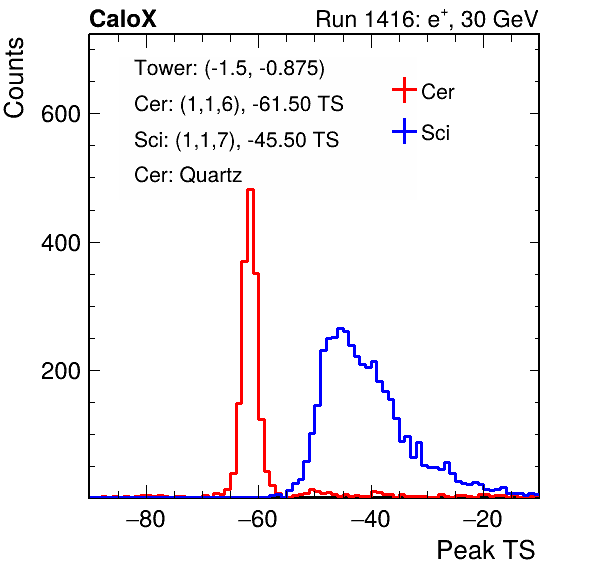 CaloX Run 1416: e⁺, 30 GeV
Counts
Tower: (-1.5, -0.875)
Cer: (1,1,6), -61.50 TS
Sci: (1,1,7), -45.50 TS
Cer: Quartz
Cer
Sci
600
400
200
−80 −60 −40 −20
Peak TS